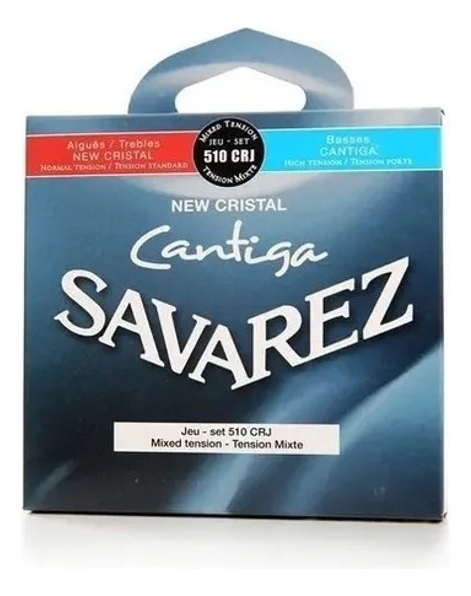 Mixed Tension
JEU - SET
510 CRJ
Tension Mixte
Aiguës / Trebles
NEW CRISTAL
Normal Tension / Tension Standard
Basses
CANTIGA
High Tension / Tension Forte
NEW CRISTAL
Cantiga
SAVAREZ
Jeu - set 510 CRJ
Mixed tension - Tension Mixte